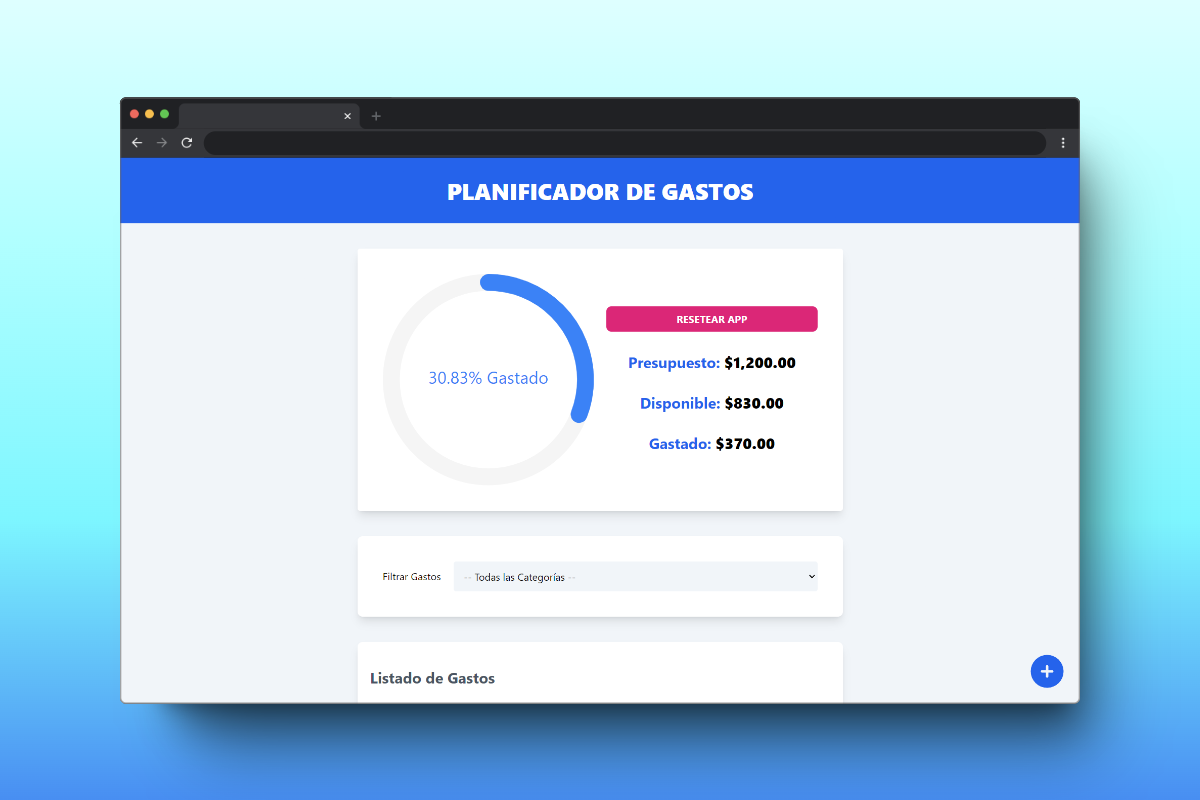 PLANIFICADOR DE GASTOS
30.83% Gastado
RESETEAR APP
Presupuesto: $1,200.00
Disponible: $830.00
Gastado: $370.00
Filtrar Gastos
-- Todas las Categorías --
Listado de Gastos